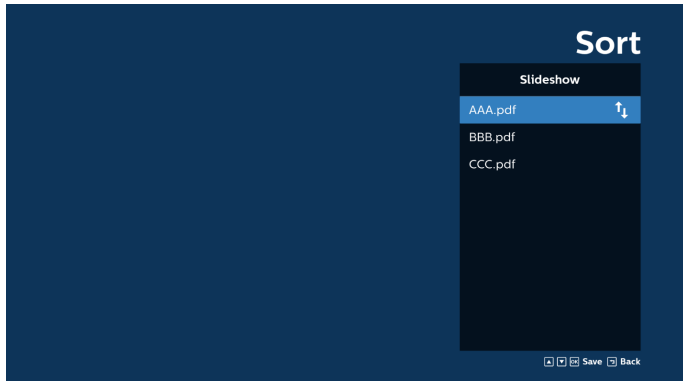 Sort
Slideshow
AAA.pdf
BBB.pdf
CCC.pdf
OK Save Back